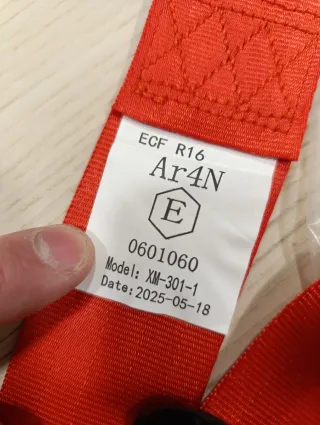 ECF R16
Ar4N
E
0601060
Model: XM-301-1
Date:2025-05-18